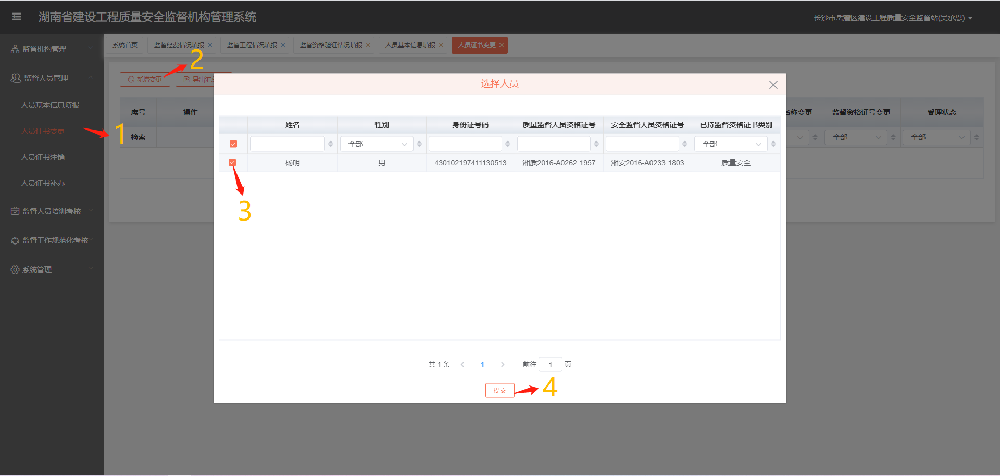 湖南省建设工程质量安全监督机构管理系统
长沙市岳麓区建设工程质量安全监督站(吴承恩)
监督机构管理
监督人员管理
人员基本信息填报
人员证书变更
人员证书注销
人员证书补办
监督人员培训考核
监督工作规范化考核
系统管理
系统首页
监督经费情况填报
监督工程情况填报
监督资格验证情况填报
人员基本信息填报
人员证书变更
新增变更
导出汇
序号
操作
名称变更
监督资格证号变更
受理状态
检索
全部
全部
1
2
选择人员
姓名
性别
身份证号码
质量监督人员资格证号
安全监督人员资格证号
已持监督资格证书类别
全部
全部
杨明
男
430102197411130513
湘质2016-A0262·1957
湘安2016-A0233·1803
质量安全
3
共 1 条
1
前往
1
页
提交
4